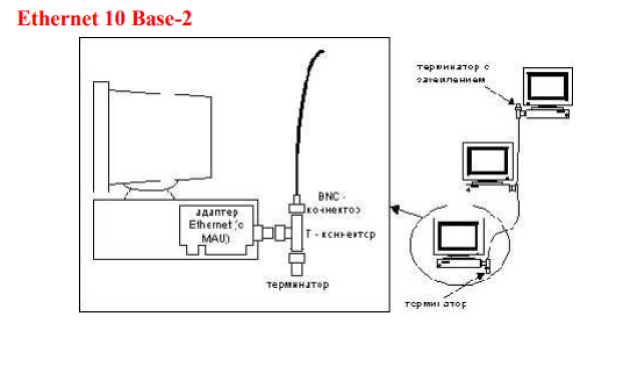 Ethernet 10 Base-2
терминатор с
заземлением
BNC -
коннектор
адаптер
Ethernet (с
MAU)
Т - коннектор
терминатор
терминатор